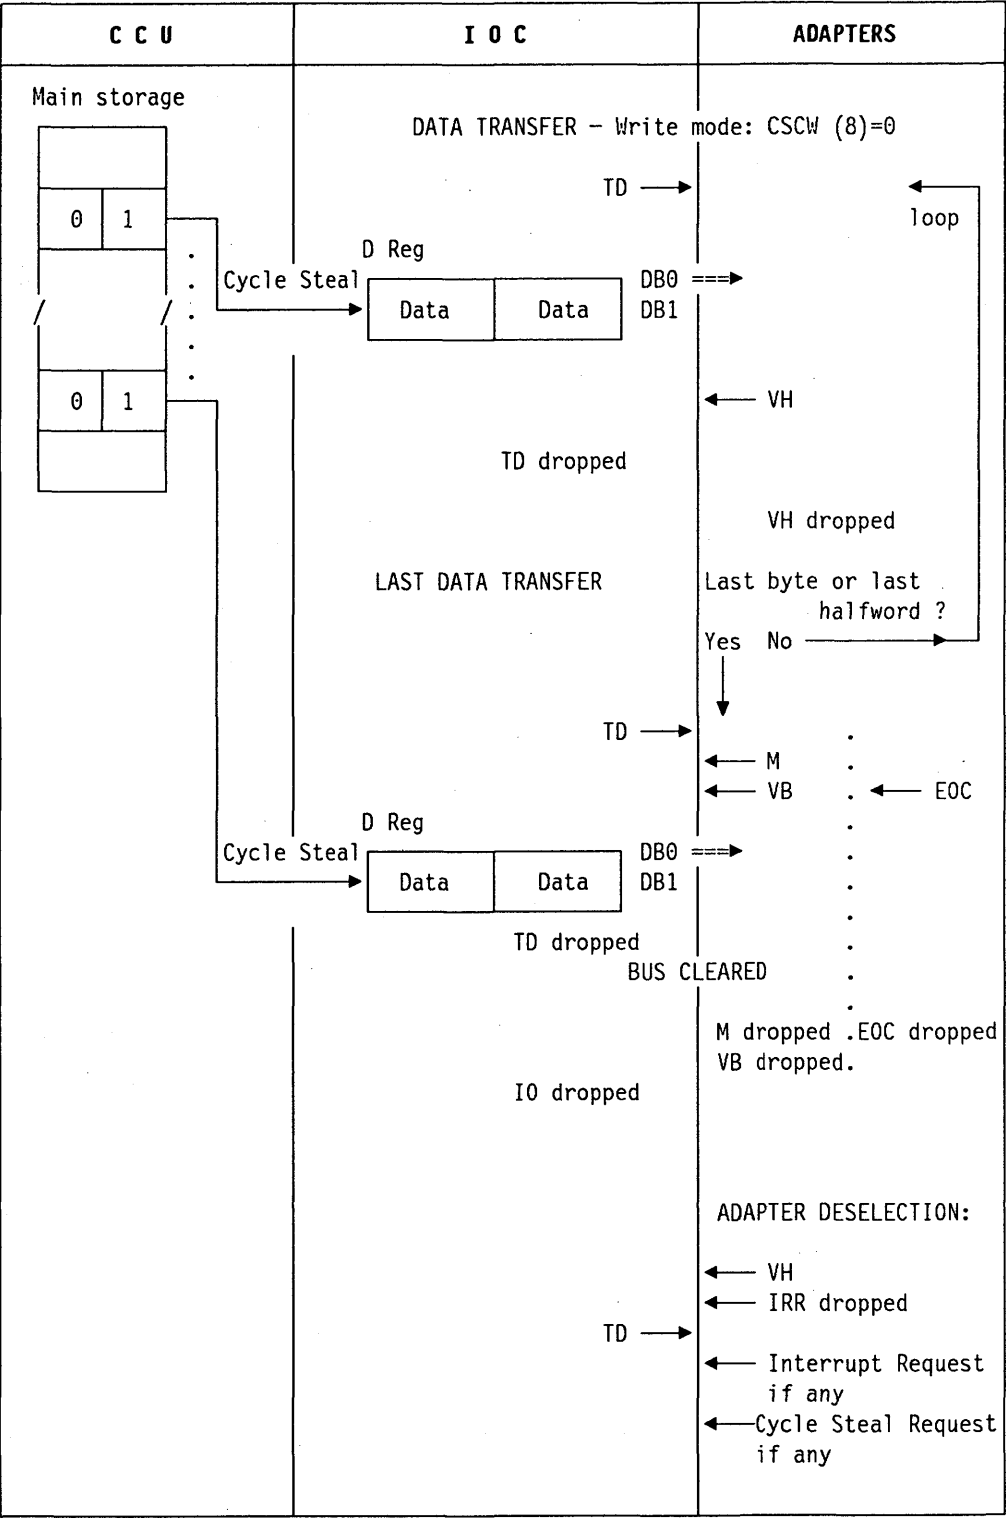 C C U I O C ADAPTERS
Main storage
DATA TRANSFER – Write mode: CSCW (8)=0
TD
0 1
loop
D Reg
Cycle Steal
DB0 ===
Data Data
DB1
0 1
VH
TD dropped
VH dropped
LAST DATA TRANSFER
Last byte or last
halfword ?
Yes No
TD
M
VB
EOC
D Reg
Cycle Steal
DB0 ===
Data Data
DB1
TD dropped
BUS CLEARED
M dropped .EOC dropped
VB dropped.
IO dropped
ADAPTER DESELECTION:
VH
IRR dropped
TD
Interrupt Request
if any
Cycle Steal Request
if any